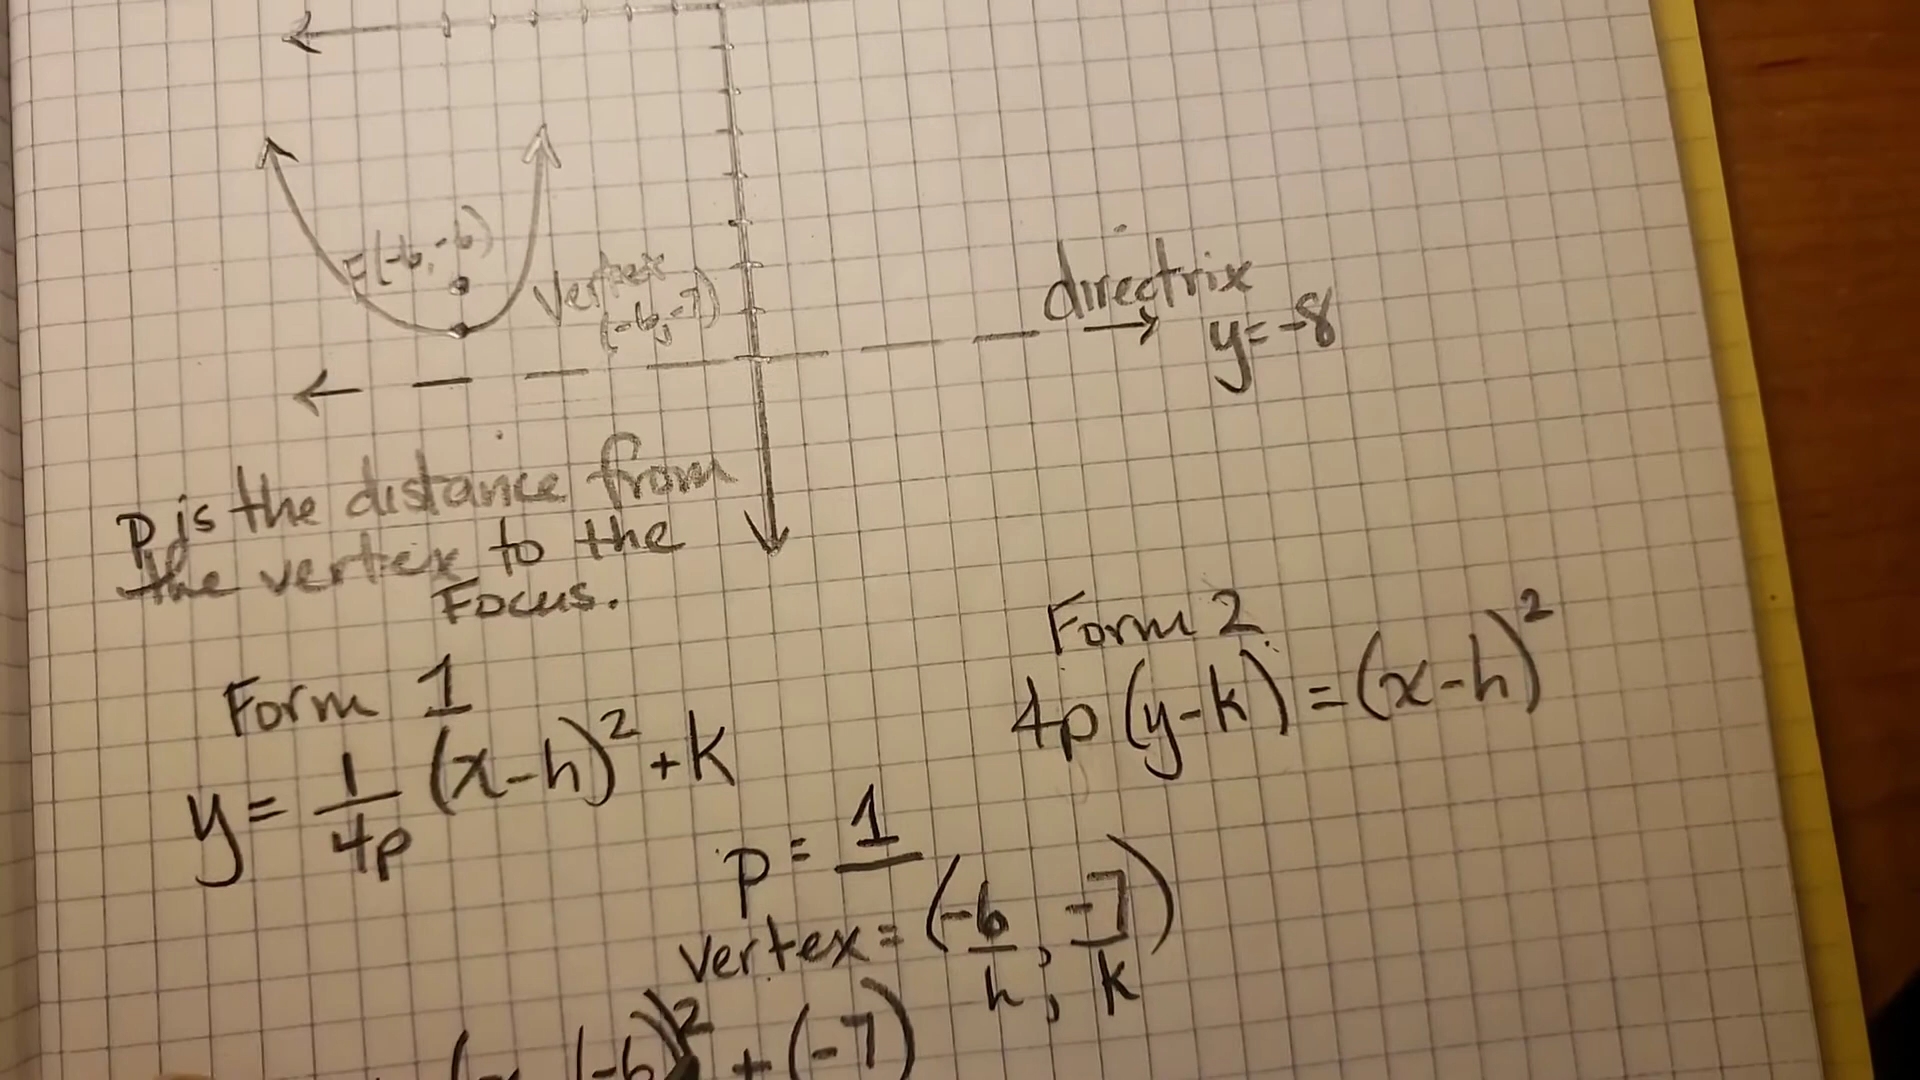 F(-6,-6)
Vertex
(-6,-7)
directrix
y=-8
P is the distance from
the vertex to the
Focus.
Form 1
y = 1/4p (x-h)² + k
Form 2
4p (y-k) = (x-h)²
p = 1
vertex = (-6, -7)
h, k
(-6)² + (-7)